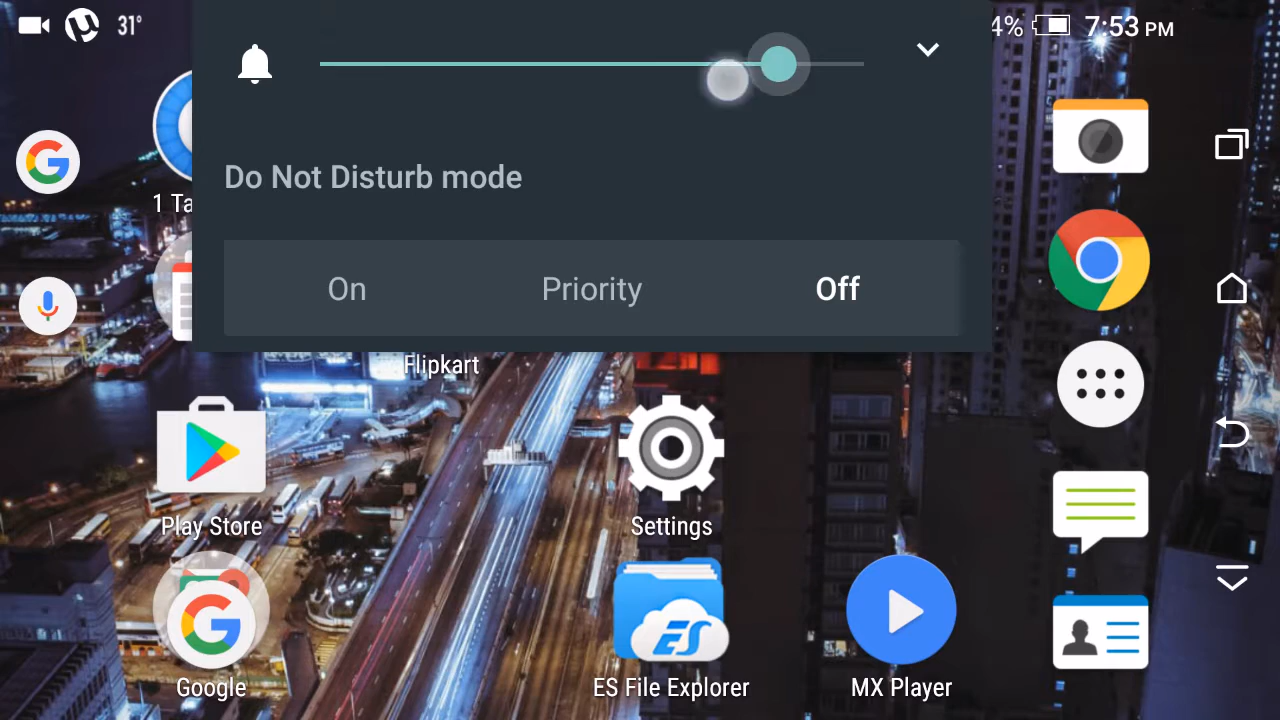 31°
4% 7:53 PM
Do Not Disturb mode
On Priority Off
1 Ta
Flipkart
Play Store
Settings
Google
ES File Explorer
MX Player